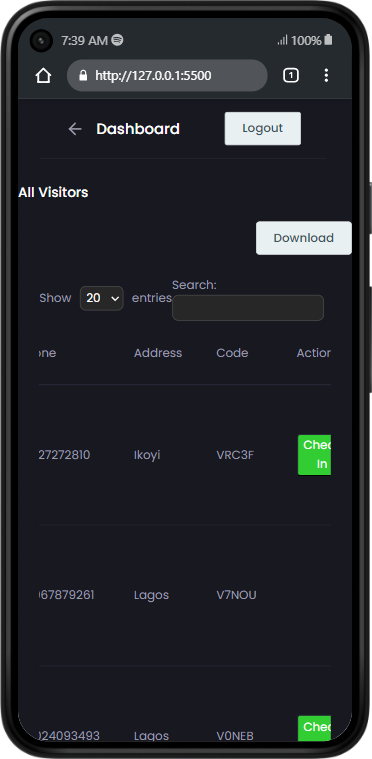 7:39 AM
100%
http://127.0.0.1:5500
1
Dashboard
Logout
All Visitors
Download
Search:
Show 20 entries
one Address Code Action
27272810 Ikoyi VRC3F Chec
In
067879261 Lagos V7NOU
024093493 Lagos V0NEB Chec